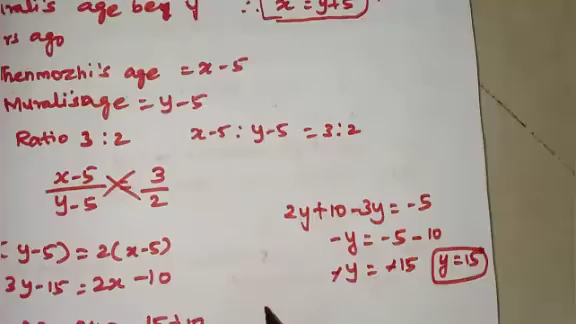 age be y ∴ x = y+5
ago
Thenmozhi's age = x-5
Murali's age = y-5
Ratio 3 : 2 x-5 : y-5 = 3:2
x-5/y-5 = 3/2
y-5) = 2(x-5)
3y-15 = 2x-10
2y+10-3y = -5
-y = -5-10
-y = -15 y=15